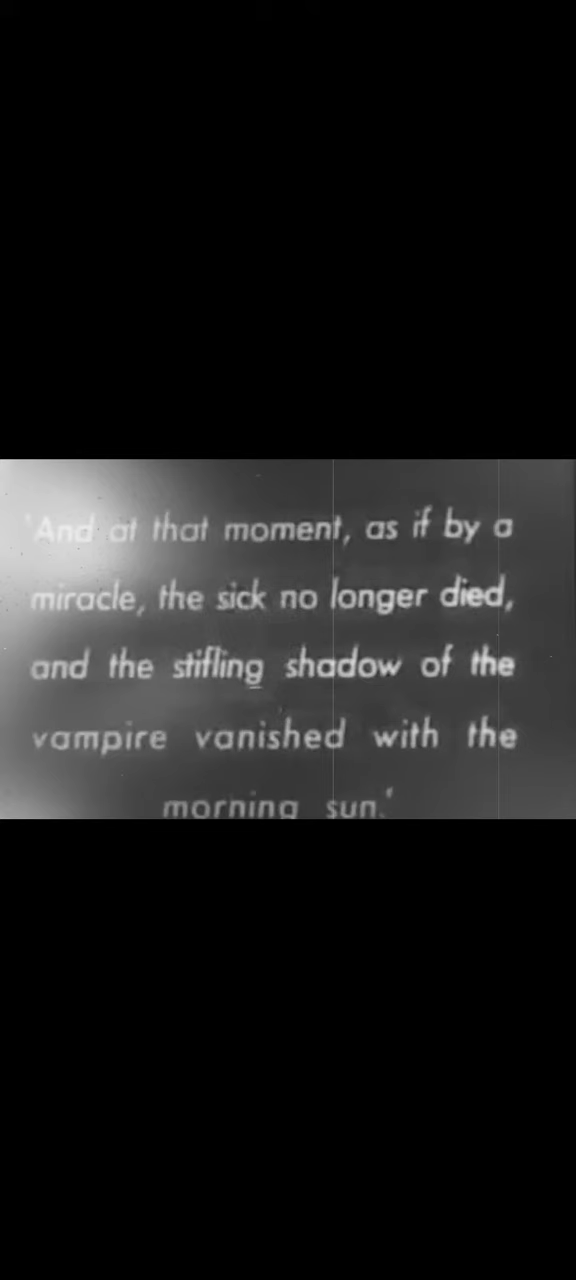 'And at that moment, as if by a
miracle, the sick no longer died,
and the stifling shadow of the
vampire vanished with the
morning sun.'